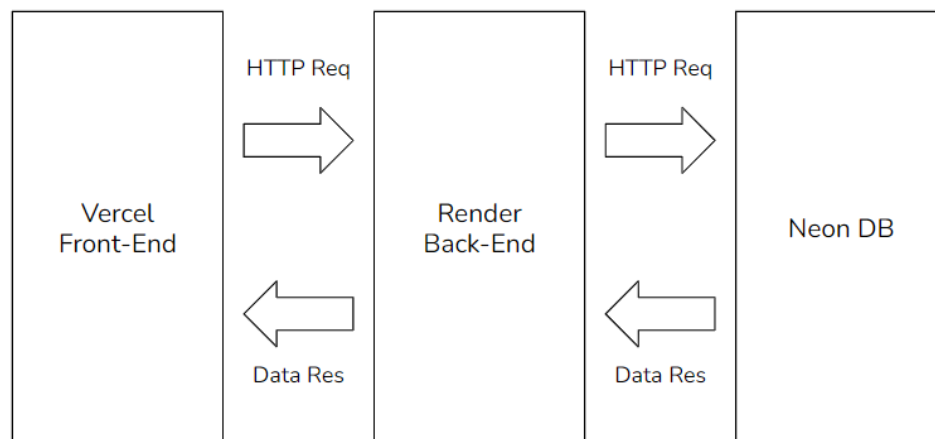 HTTP Req
HTTP Req
Vercel
Front-End
Render
Back-End
Neon DB
Data Res
Data Res